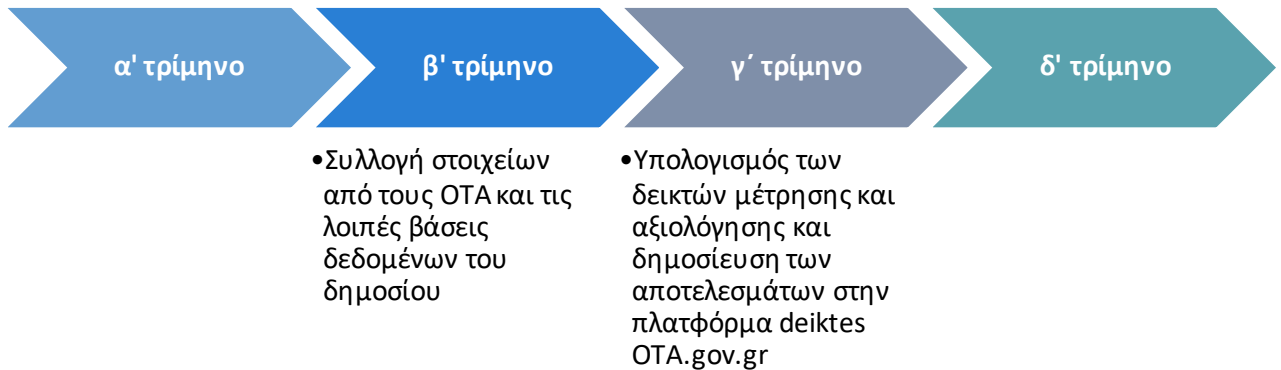 α' τρίμηνο
β' τρίμηνο
γ΄ τρίμηνο
δ' τρίμηνο
•Συλλογή στοιχείων
από τους ΟΤΑ και τις
λοιπές βάσεις
δεδομένων του
δημοσίου
•Υπολογισμός των
δεικτών μέτρησης και
αξιολόγησης και
δημοσίευση των
αποτελεσμάτων στην
πλατφόρμα deiktes
OTA.gov.gr